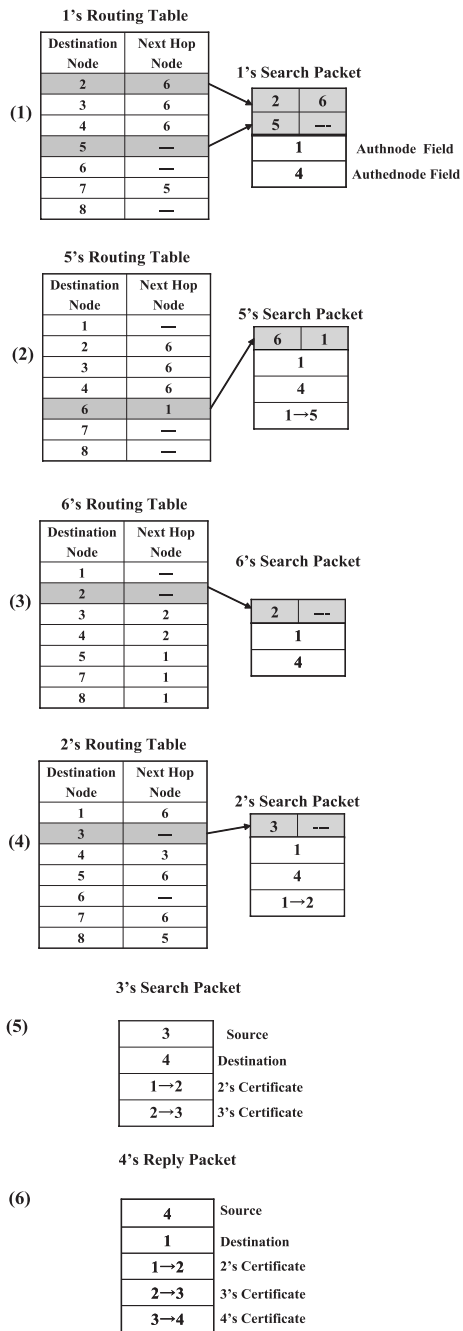 1's Routing Table
Destination Node Next Hop Node
2 6
3 6
4 6
5 —
6 —
7 5
8 —
(1)
1's Search Packet
2 6
5 ---
1 Authnode Field
4 Authednode Field
5's Routing Table
Destination Node Next Hop Node
1 —
2 6
3 6
4 6
6 1
7 —
8 —
(2)
5's Search Packet
6 1
1
4
1→5
6's Routing Table
Destination Node Next Hop Node
1 —
2 —
3 2
4 2
5 1
7 1
8 1
(3)
6's Search Packet
2 ---
1
4
2's Routing Table
Destination Node Next Hop Node
1 6
3 —
4 3
5 6
6 —
7 6
8 5
(4)
2's Search Packet
3 ---
1
4
1→2
3's Search Packet
(5)
3 Source
4 Destination
1→2 2's Certificate
2→3 3's Certificate
4's Reply Packet
(6)
4 Source
1 Destination
1→2 2's Certificate
2→3 3's Certificate
3→4 4's Certificate